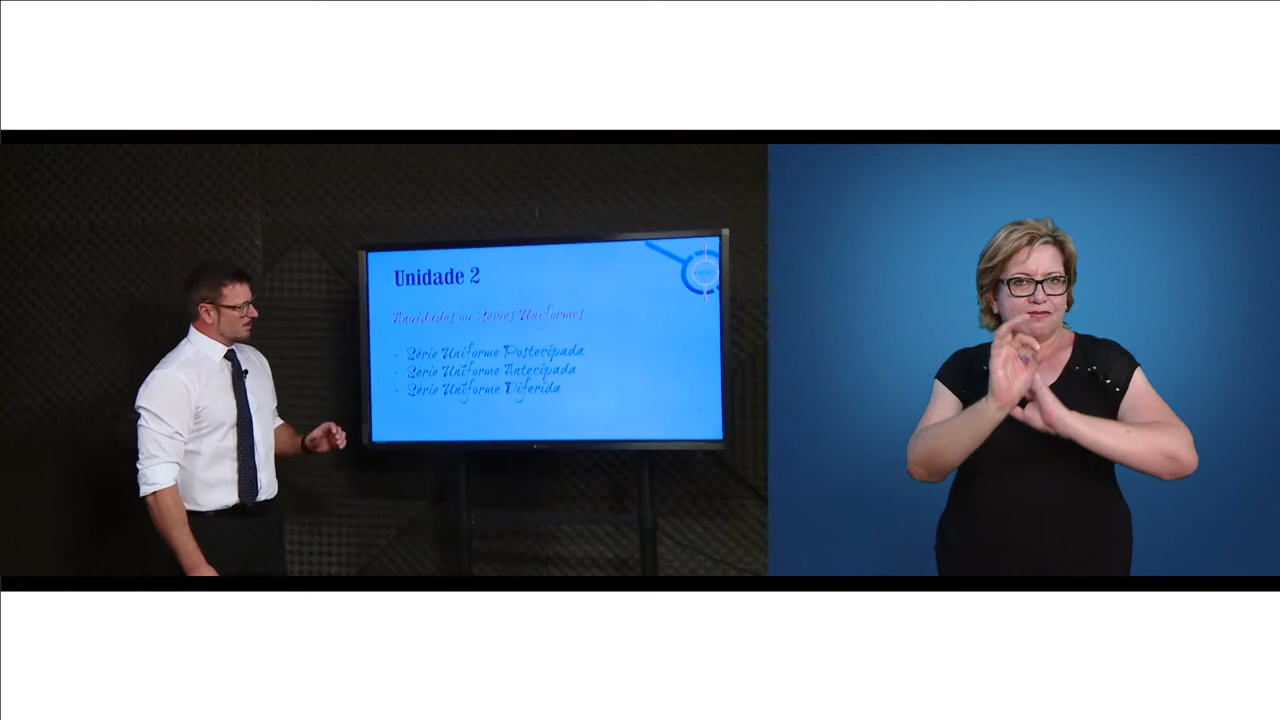 Unidade 2
Anuidades ou Séries Uniformes
- Série Uniforme Postecipada
- Série Uniforme Antecipada
- Série Uniforme Diferida